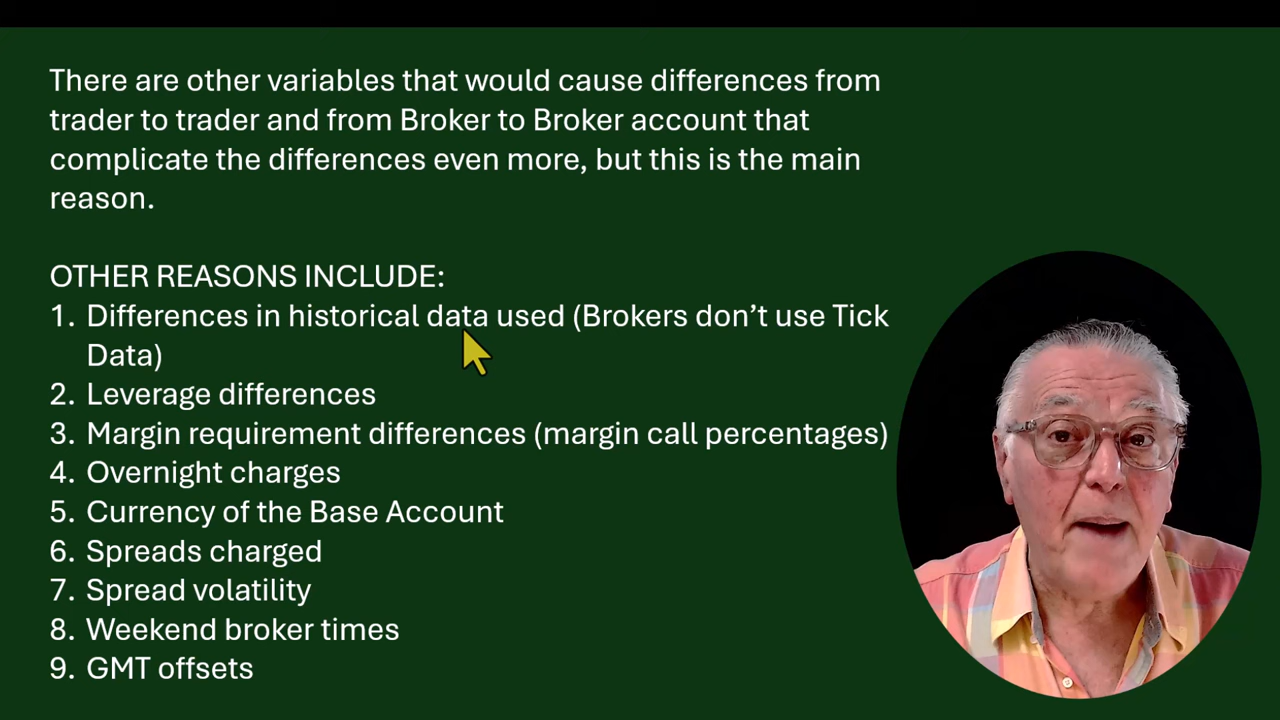 There are other variables that would cause differences from
trader to trader and from Broker to Broker account that
complicate the differences even more, but this is the main
reason.
OTHER REASONS INCLUDE:
1. Differences in historical data used (Brokers don’t use Tick
Data)
2. Leverage differences
3. Margin requirement differences (margin call percentages)
4. Overnight charges
5. Currency of the Base Account
6. Spreads charged
7. Spread volatility
8. Weekend broker times
9. GMT offsets